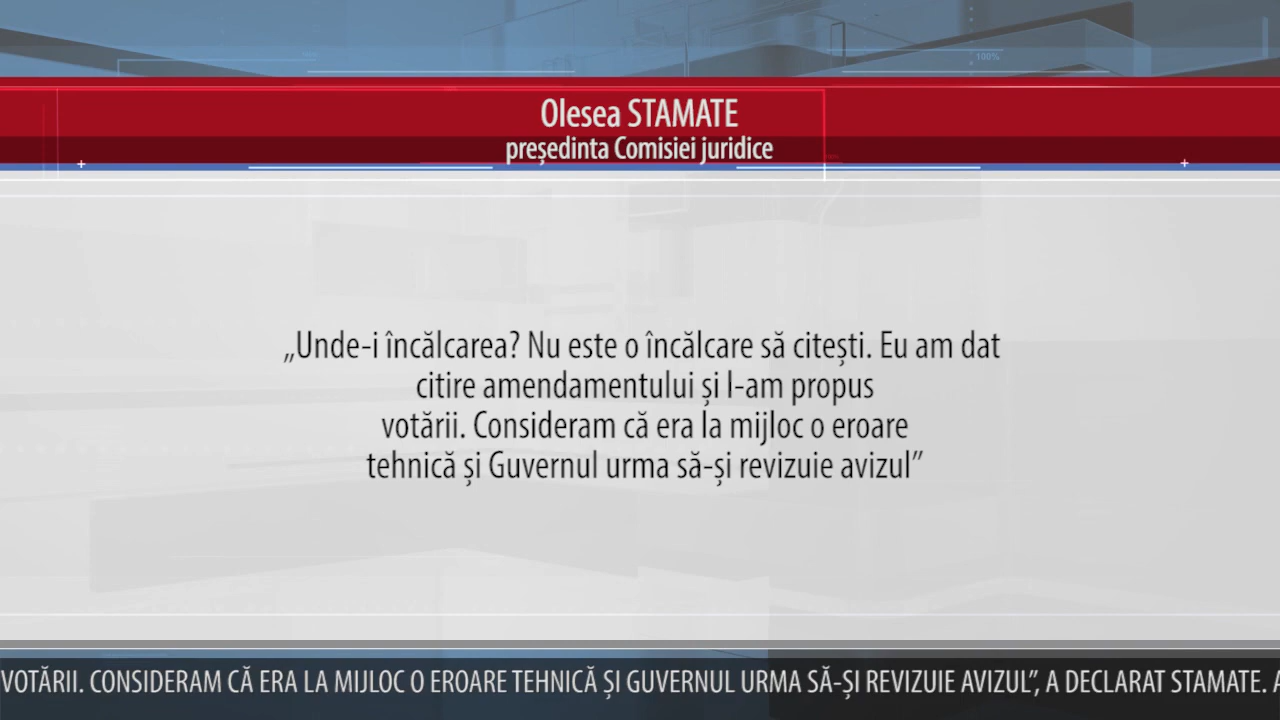 100%
Olesea STAMATE
președinta Comisiei juridice
„Unde-i încălcarea? Nu este o încălcare să citești. Eu am dat
citire amendamentului și l-am propus
votării. Consideram că era la mijloc o eroare
tehnică și Guvernul urma să-și revizuie avizul”
VOTĂRII. CONSIDERAM CĂ ERA LA MIJLOC O EROARE TEHNICĂ ȘI GUVERNUL URMA SĂ-ȘI REVIZUIE AVIZUL”, A DECLARAT STAMATE. A